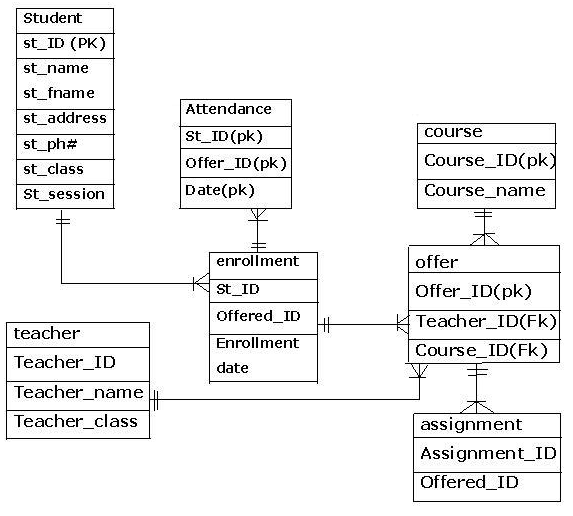 Student
st_ID (PK)
st_name
st_fname
st_address
st_ph#
st_class
St_session
Attendance
St_ID(pk)
Offer_ID(pk)
Date(pk)
course
Course_ID(pk)
Course_name
enrollment
St_ID
Offered_ID
Enrollment
date
offer
Offer_ID(pk)
Teacher_ID(Fk)
Course_ID(Fk)
teacher
Teacher_ID
Teacher_name
Teacher_class
assignment
Assignment_ID
Offered_ID